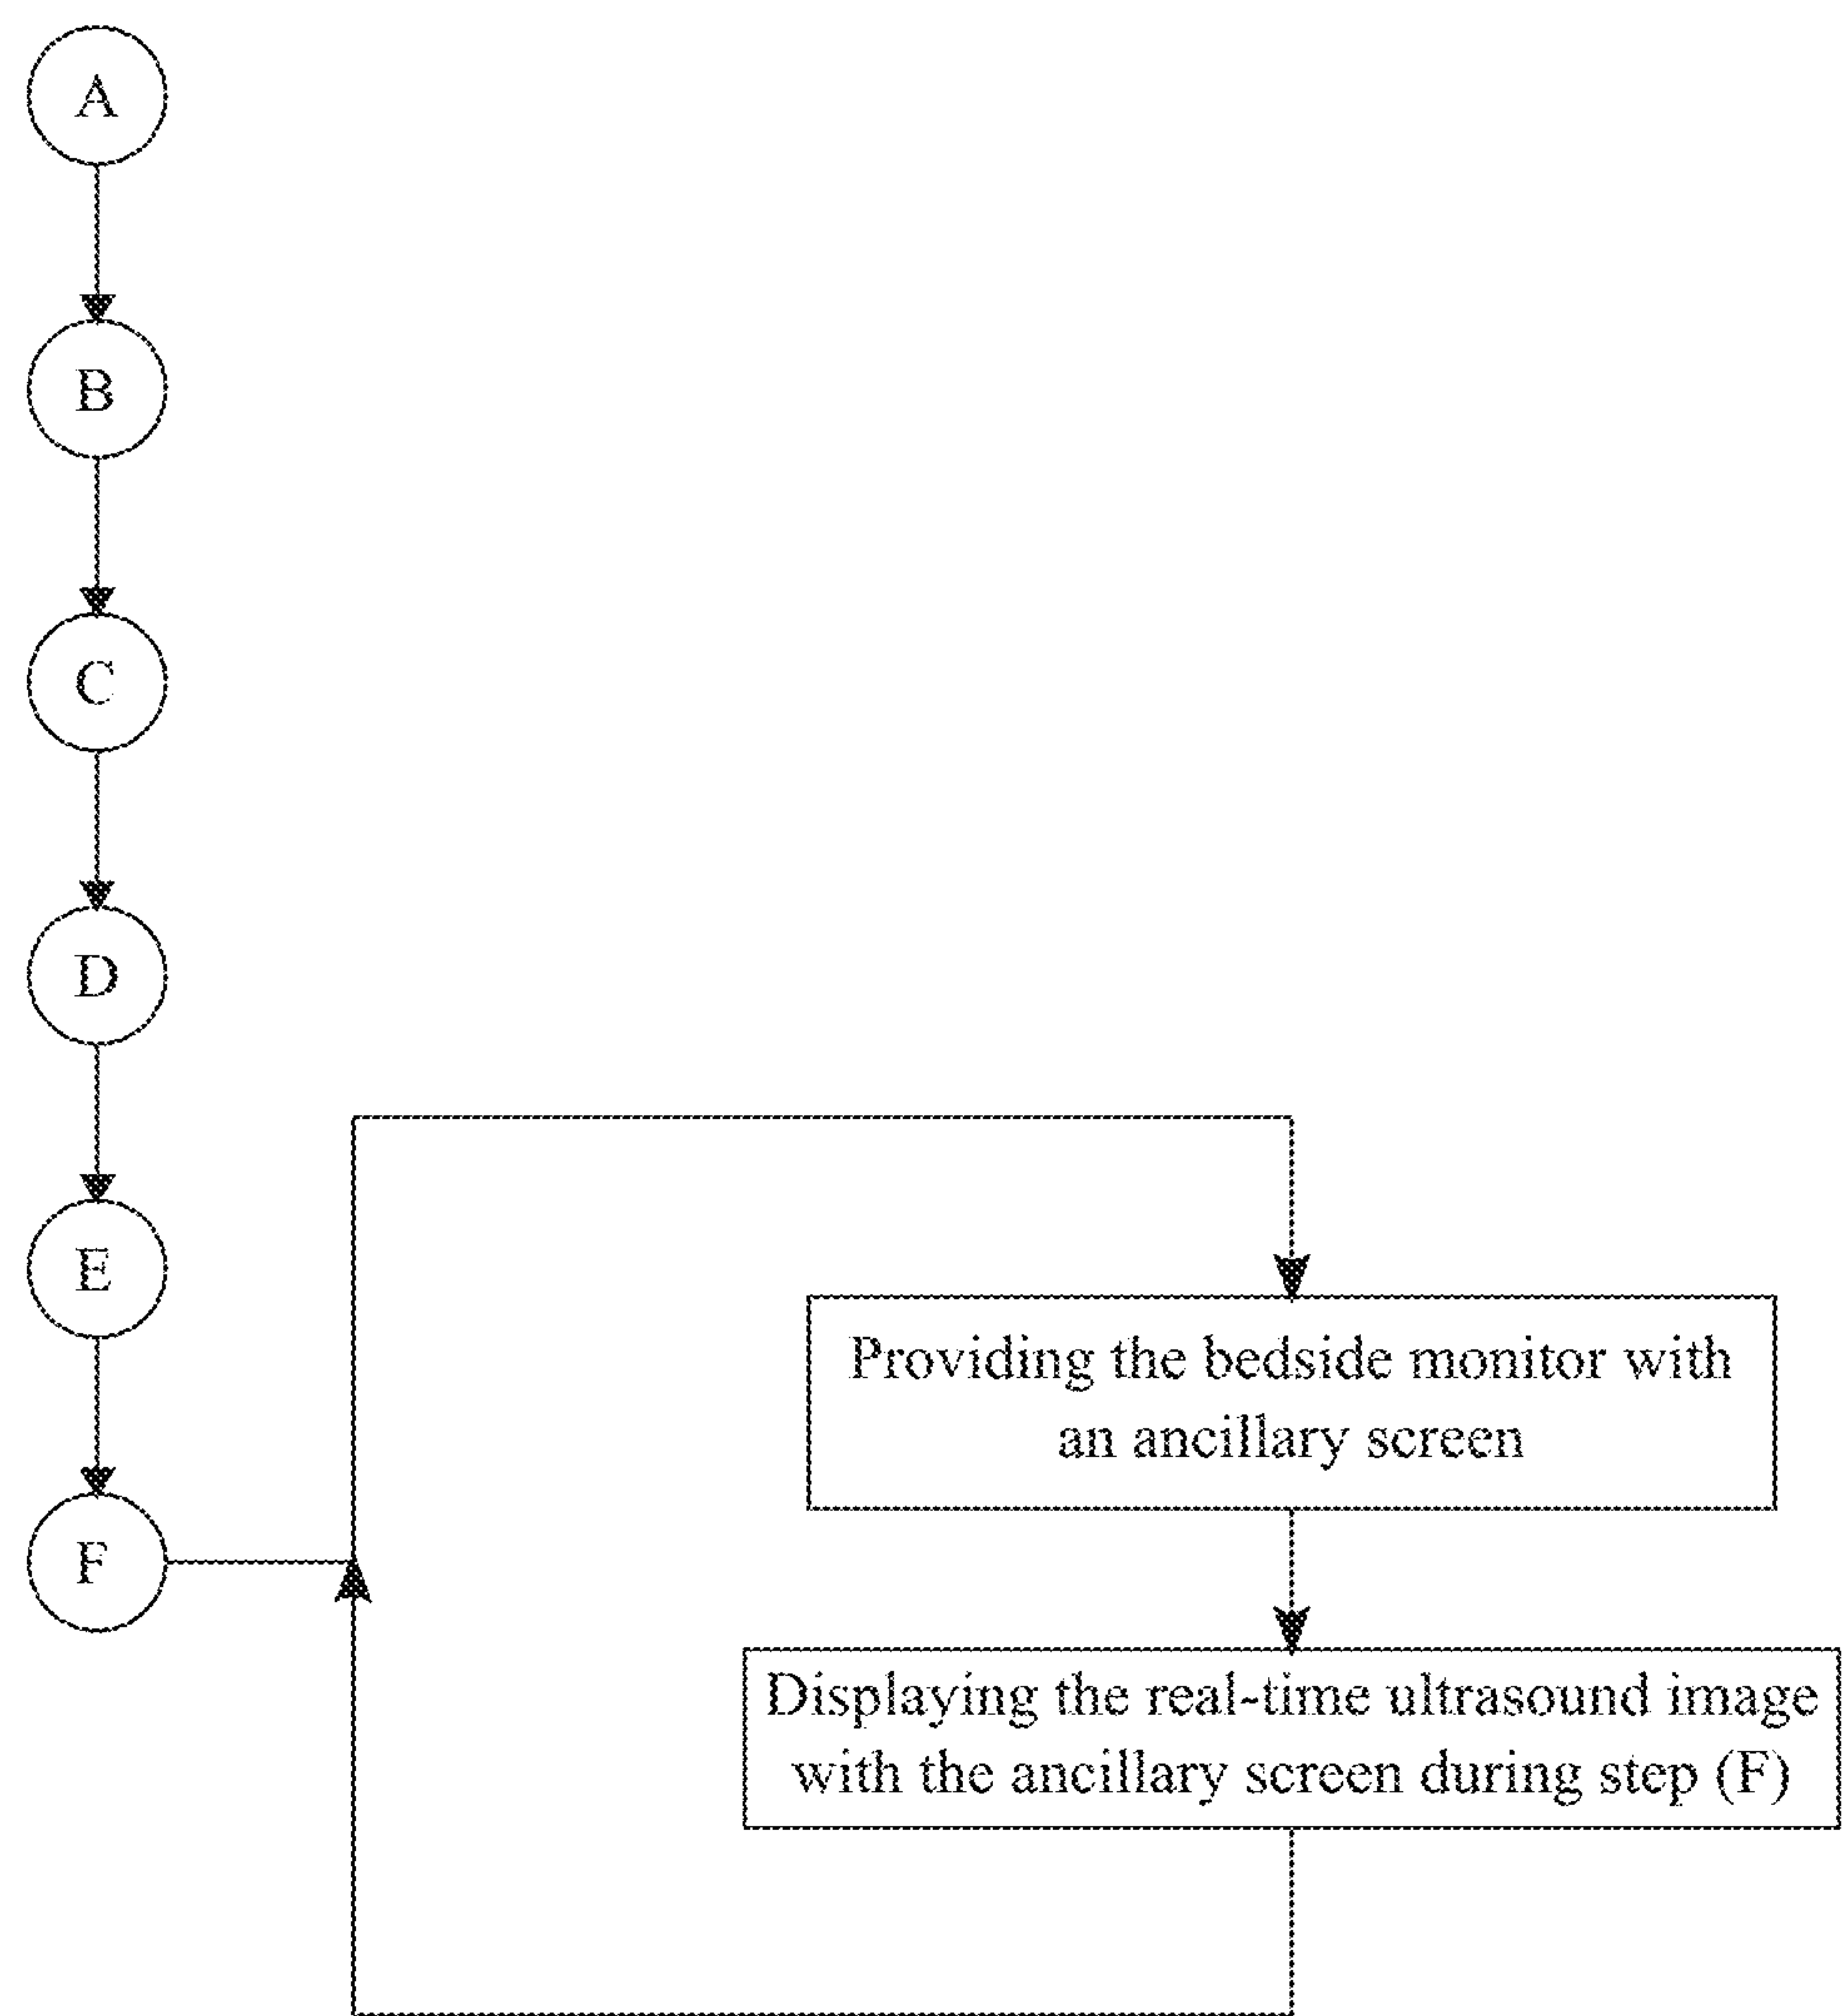 A
B
C
D
E
F
Providing the bedside monitor with
an ancillary screen
Displaying the real-time ultrasound image
with the ancillary screen during step (F)